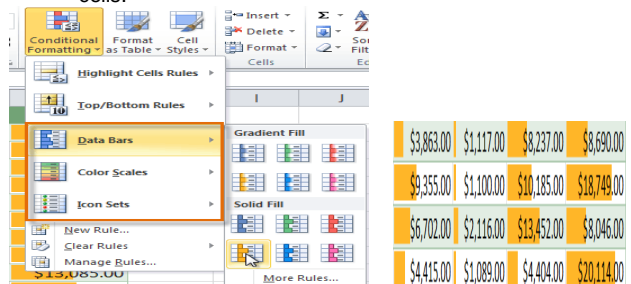 cells.
Conditional Formatting
Format as Table
Cell Styles
Insert
Delete
Format
Cells
Σ
Highlight Cells Rules
Top/Bottom Rules
10
Data Bars
Color Scales
Icon Sets
New Rule...
Clear Rules
Manage Rules...
$13,085.00
I J
Gradient Fill
Solid Fill
More Rules...
$3,863.00 $1,117.00 $8,237.00 $8,690.00
$9,355.00 $1,100.00 $10,185.00 $18,749.00
$6,702.00 $2,116.00 $13,452.00 $8,046.00
$4,415.00 $1,089.00 $4,404.00 $20,114.00